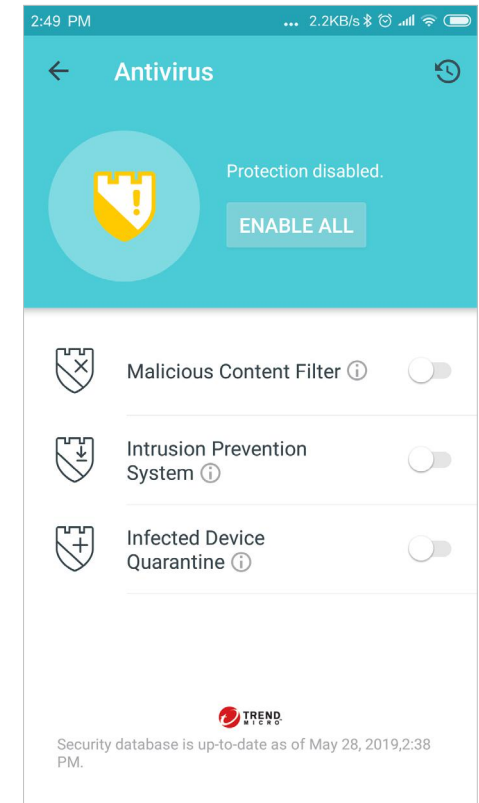 2:49 PM ... 2.2KB/s
Antivirus
Protection disabled.
ENABLE ALL
Malicious Content Filter
Intrusion Prevention
System
Infected Device
Quarantine
TREND
MICRO
Security database is up-to-date as of May 28, 2019,2:38
PM.